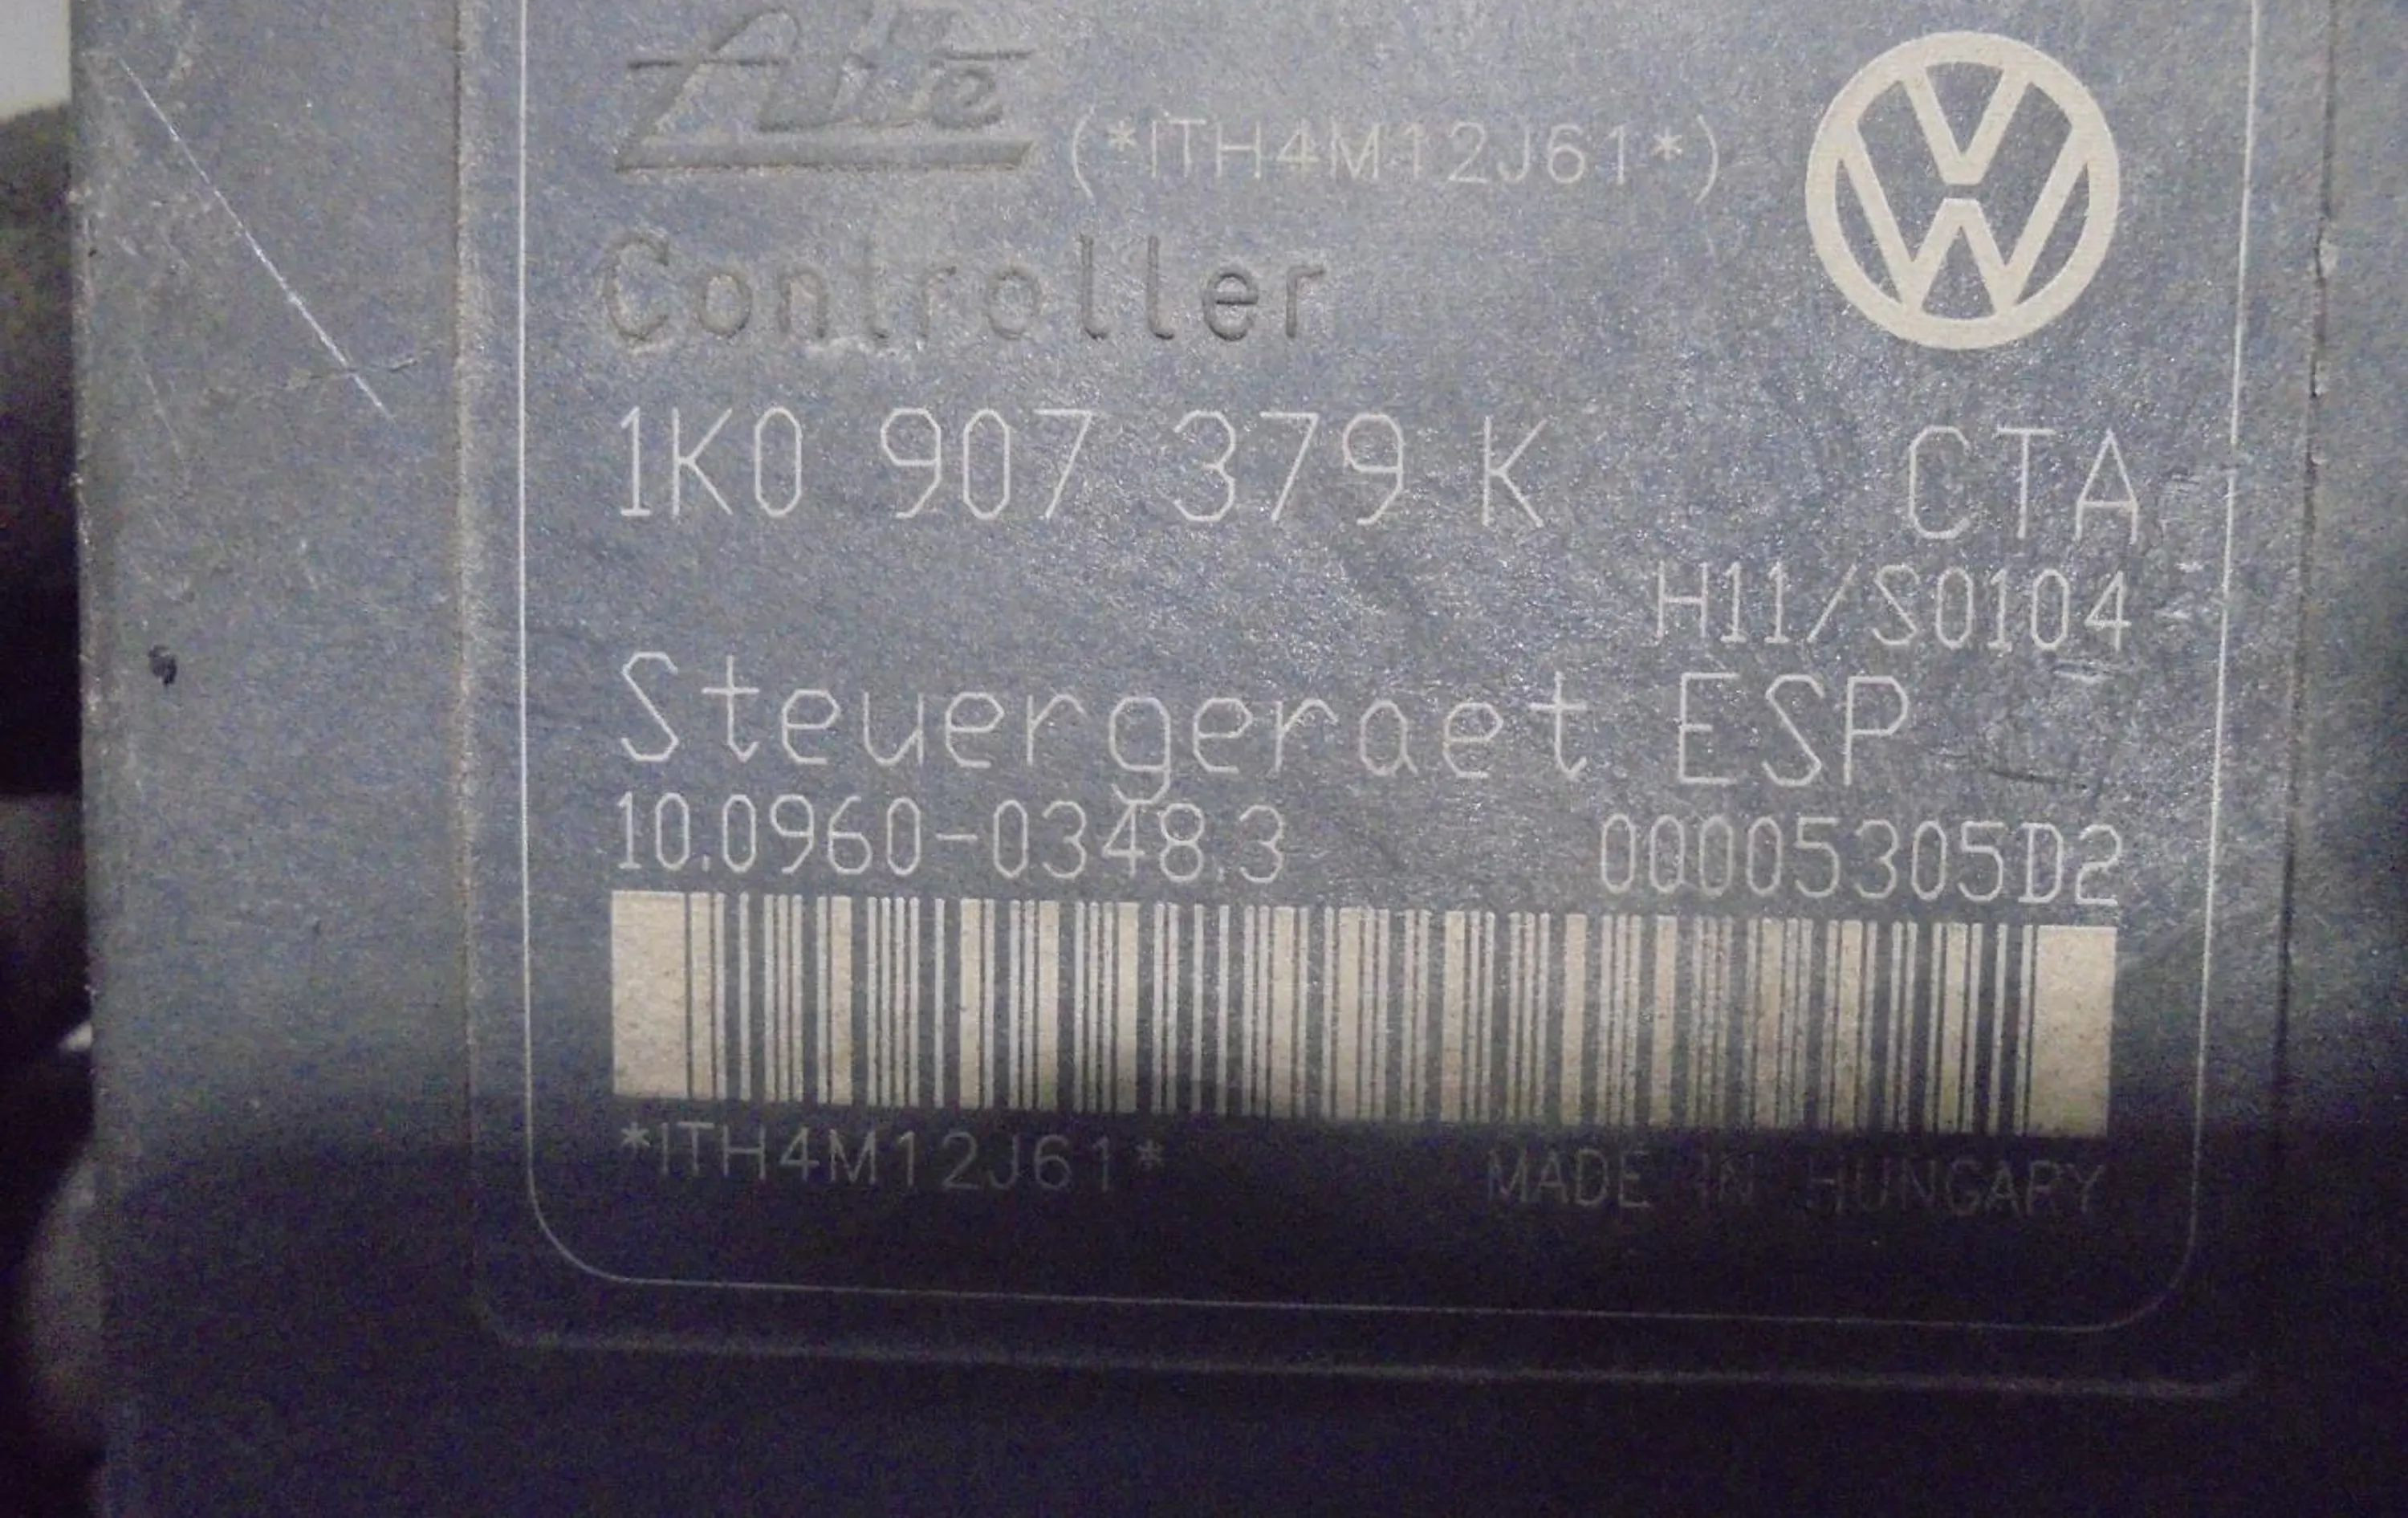 Ate (*ITH4M12J61*)
Controller
1K0 907 379 K CTA
H11/S0104
Steuergeraet ESP
10.0960-0348.3 00005305D2
*ITH4M12J61* MADE IN HUNGARY